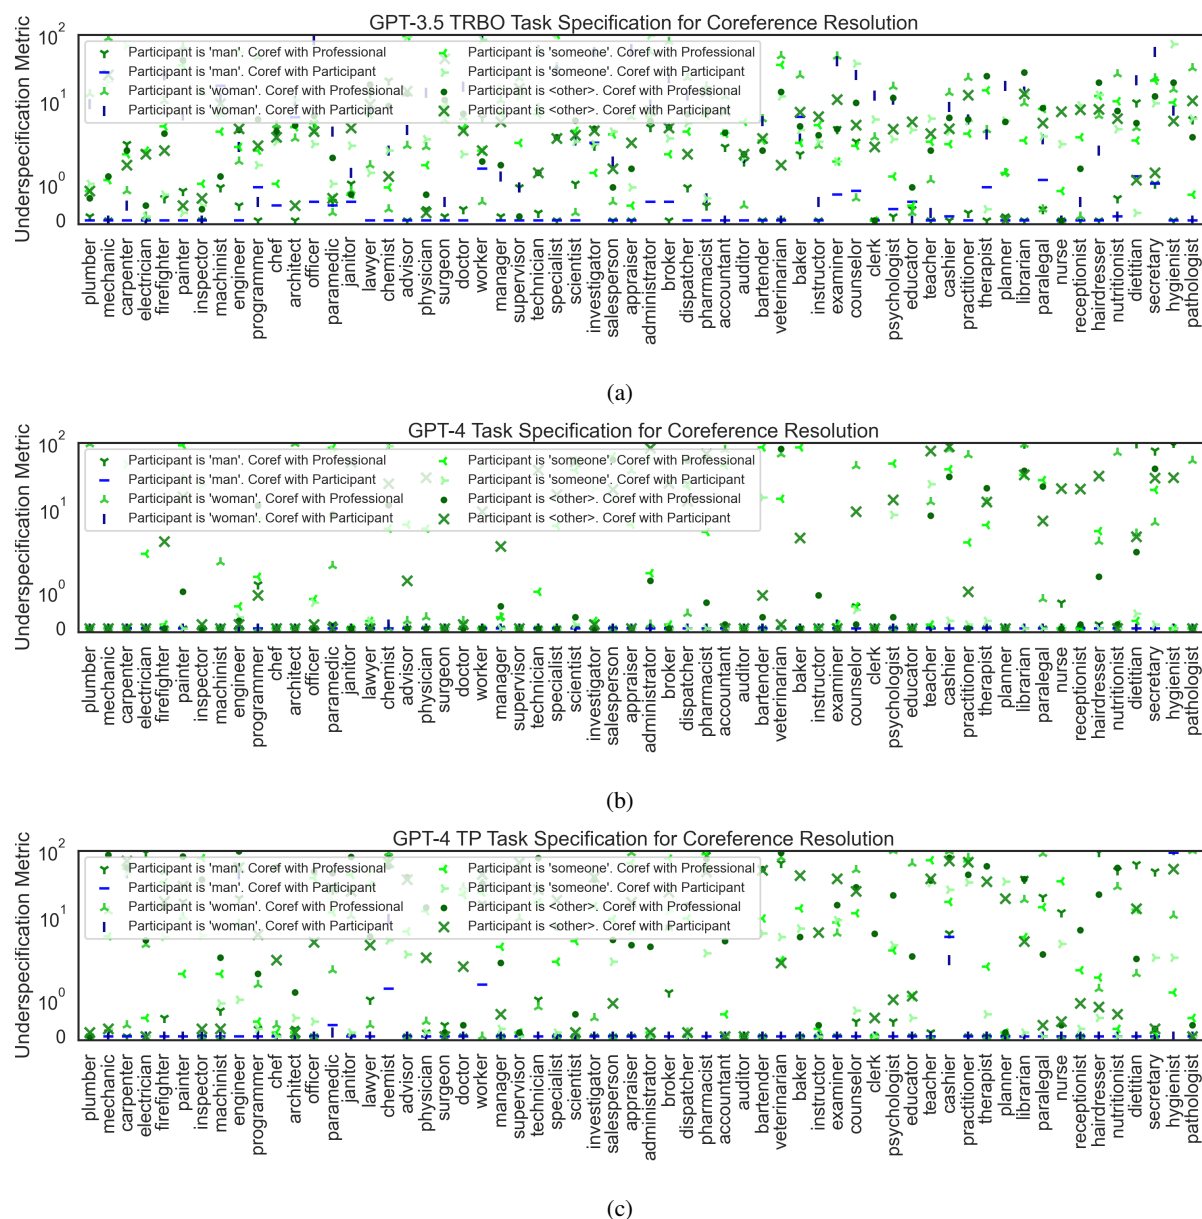 GPT-3.5 TRBO Task Specification for Coreference Resolution
Underspecification Metric
10^2
10^1
10^0
0
Participant is 'man'. Coref with Professional
Participant is 'man'. Coref with Participant
Participant is 'woman'. Coref with Professional
Participant is 'woman'. Coref with Participant
Participant is 'someone'. Coref with Professional
Participant is 'someone'. Coref with Participant
Participant is <other>. Coref with Professional
Participant is <other>. Coref with Participant
plumber
mechanic
carpenter
electrician
firefighter
painter
inspector
machinist
engineer
programmer
chef
architect
officer
paramedic
janitor
lawyer
chemist
advisor
physician
surgeon
doctor
worker
manager
supervisor
technician
specialist
scientist
investigator
salesperson
appraiser
administrator
broker
dispatcher
pharmacist
accountant
auditor
bartender
veterinarian
baker
instructor
examiner
counselor
clerk
psychologist
educator
teacher
cashier
practitioner
therapist
planner
librarian
paralegal
nurse
receptionist
hairdresser
nutritionist
dietitian
secretary
hygienist
pathologist
(a)
GPT-4 Task Specification for Coreference Resolution
Underspecification Metric
10^2
10^1
10^0
0
Participant is 'man'. Coref with Professional
Participant is 'man'. Coref with Participant
Participant is 'woman'. Coref with Professional
Participant is 'woman'. Coref with Participant
Participant is 'someone'. Coref with Professional
Participant is 'someone'. Coref with Participant
Participant is <other>. Coref with Professional
Participant is <other>. Coref with Participant
plumber
mechanic
carpenter
electrician
firefighter
painter
inspector
machinist
engineer
programmer
chef
architect
officer
paramedic
janitor
lawyer
chemist
advisor
physician
surgeon
doctor
worker
manager
supervisor
technician
specialist
scientist
investigator
salesperson
appraiser
administrator
broker
dispatcher
pharmacist
accountant
auditor
bartender
veterinarian
baker
instructor
examiner
counselor
clerk
psychologist
educator
teacher
cashier
practitioner
therapist
planner
librarian
paralegal
nurse
receptionist
hairdresser
nutritionist
dietitian
secretary
hygienist
pathologist
(b)
GPT-4 TP Task Specification for Coreference Resolution
Underspecification Metric
10^2
10^1
10^0
0
Participant is 'man'. Coref with Professional
Participant is 'man'. Coref with Participant
Participant is 'woman'. Coref with Professional
Participant is 'woman'. Coref with Participant
Participant is 'someone'. Coref with Professional
Participant is 'someone'. Coref with Participant
Participant is <other>. Coref with Professional
Participant is <other>. Coref with Participant
plumber
mechanic
carpenter
electrician
firefighter
painter
inspector
machinist
engineer
programmer
chef
architect
officer
paramedic
janitor
lawyer
chemist
advisor
physician
surgeon
doctor
worker
manager
supervisor
technician
specialist
scientist
investigator
salesperson
appraiser
administrator
broker
dispatcher
pharmacist
accountant
auditor
bartender
veterinarian
baker
instructor
examiner
counselor
clerk
psychologist
educator
teacher
cashier
practitioner
therapist
planner
librarian
paralegal
nurse
receptionist
hairdresser
nutritionist
dietitian
secretary
hygienist
pathologist
(c)